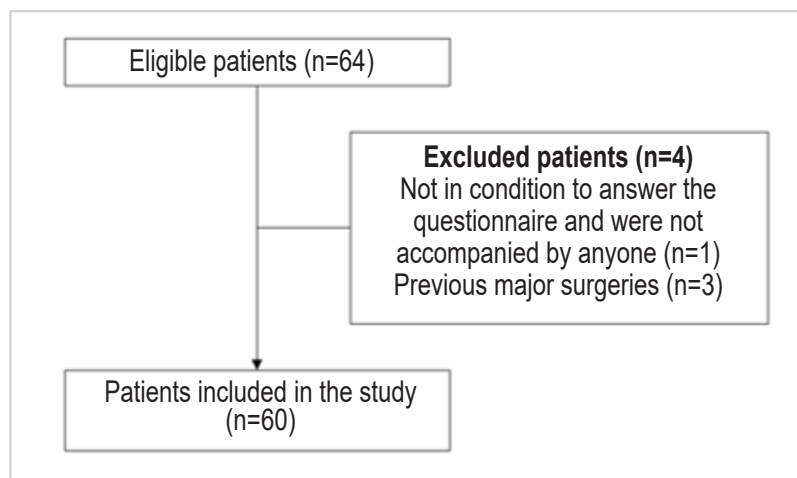 Eligible patients (n=64)
Excluded patients (n=4)
Not in condition to answer the
questionnaire and were not
accompanied by anyone (n=1)
Previous major surgeries (n=3)
Patients included in the study
(n=60)